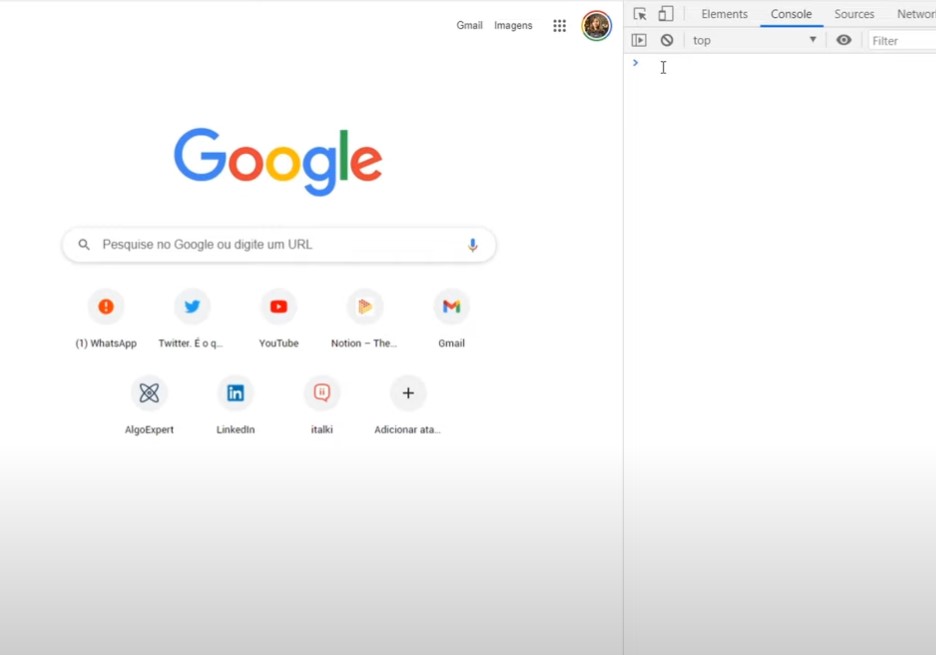 Gmail Imagens
Elements Console Sources Networ
top Filter
Google
Pesquise no Google ou digite um URL
(1) WhatsApp Twitter. É o q... YouTube Notion – The... Gmail
AlgoExpert LinkedIn italki Adicionar ata...